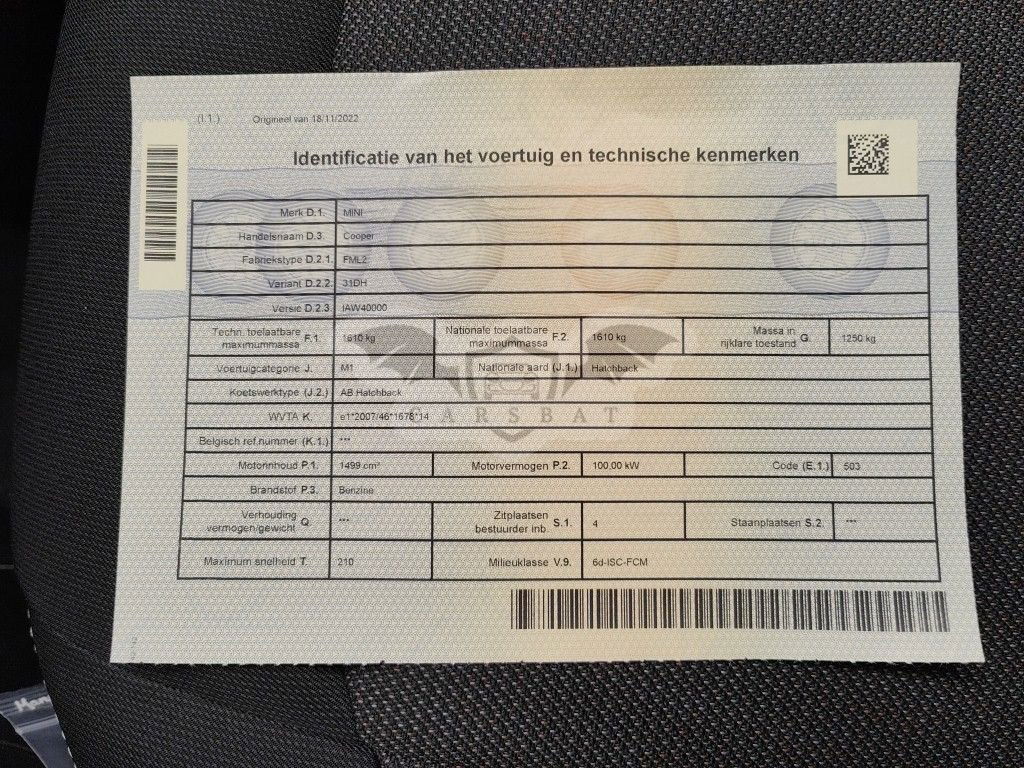 (I.1.) Origineel van 18/11/2022
Identificatie van het voertuig en technische kenmerken
Merk D.1. MINI
Handelsnaam D.3. Cooper
Fabriekstype D.2.1. FML2
Variant D.2.2. 31DH
Versie D.2.3. IAW40000
Techn. toelaatbare maximummassa F.1. 1610 kg Nationale toelaatbare maximummassa F.2. 1610 kg Massa in rijklare toestand G. 1250 kg
Voertuigcategorie J. M1 Nationale aard (J.1.) Hatchback
Koetswerktype (J.2.) AB Hatchback
WVTA K. e1*2007/46*1678*14
CARSBAT
Belgisch ref.nummer (K.1.) ***
Motorinhoud P.1. 1499 cm³ Motorvermogen P.2. 100.00 kW Code (E.1.) 503
Brandstof P.3. Benzine
Verhouding vermogen/gewicht Q. *** Zitplaatsen bestuurder inb. S.1. 4 Staanplaatsen S.2. ***
Maximum snelheid T. 210 Milieuklasse V.9. 6d-ISC-FCM